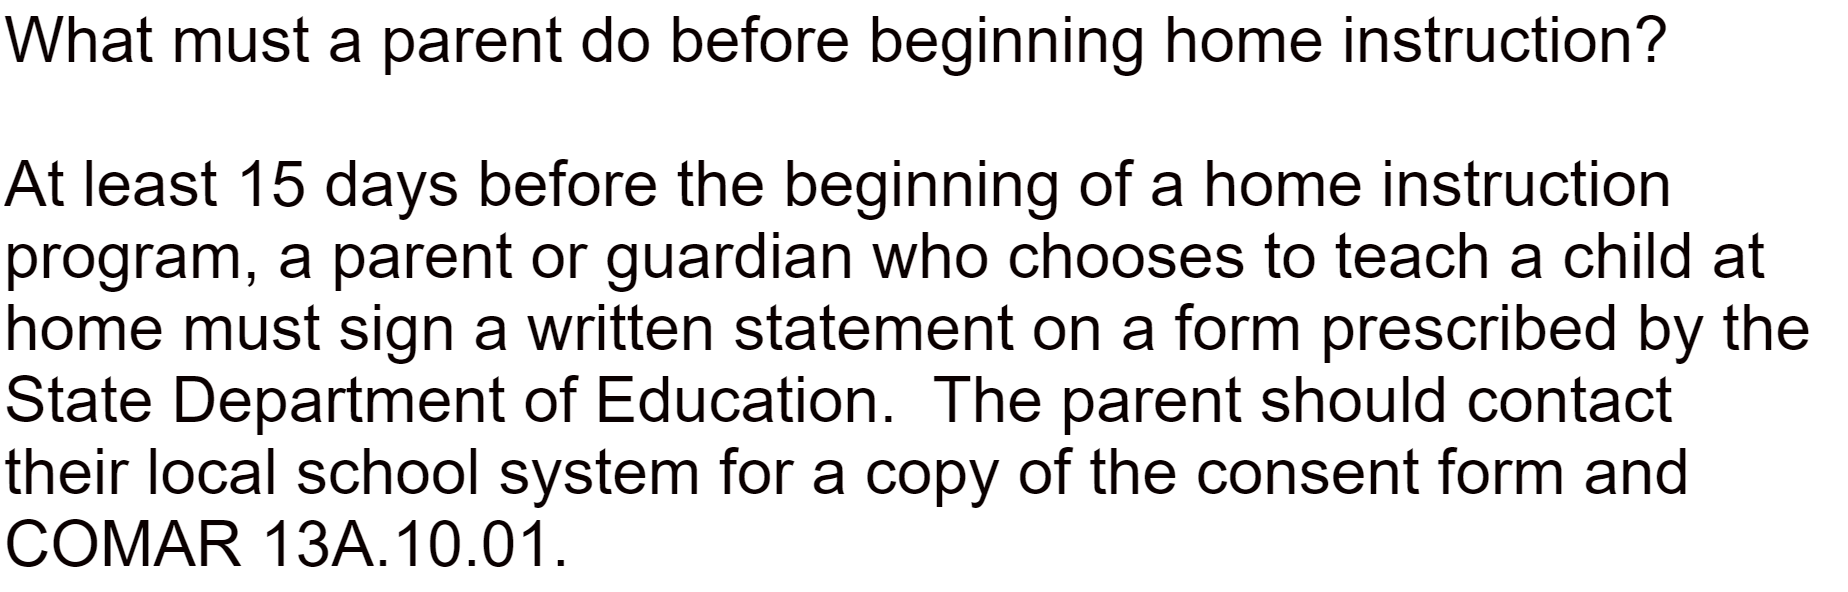 What must a parent do before beginning home instruction?
At least 15 days before the beginning of a home instruction
program, a parent or guardian who chooses to teach a child at
home must sign a written statement on a form prescribed by the
State Department of Education.  The parent should contact
their local school system for a copy of the consent form and
COMAR 13A.10.01.